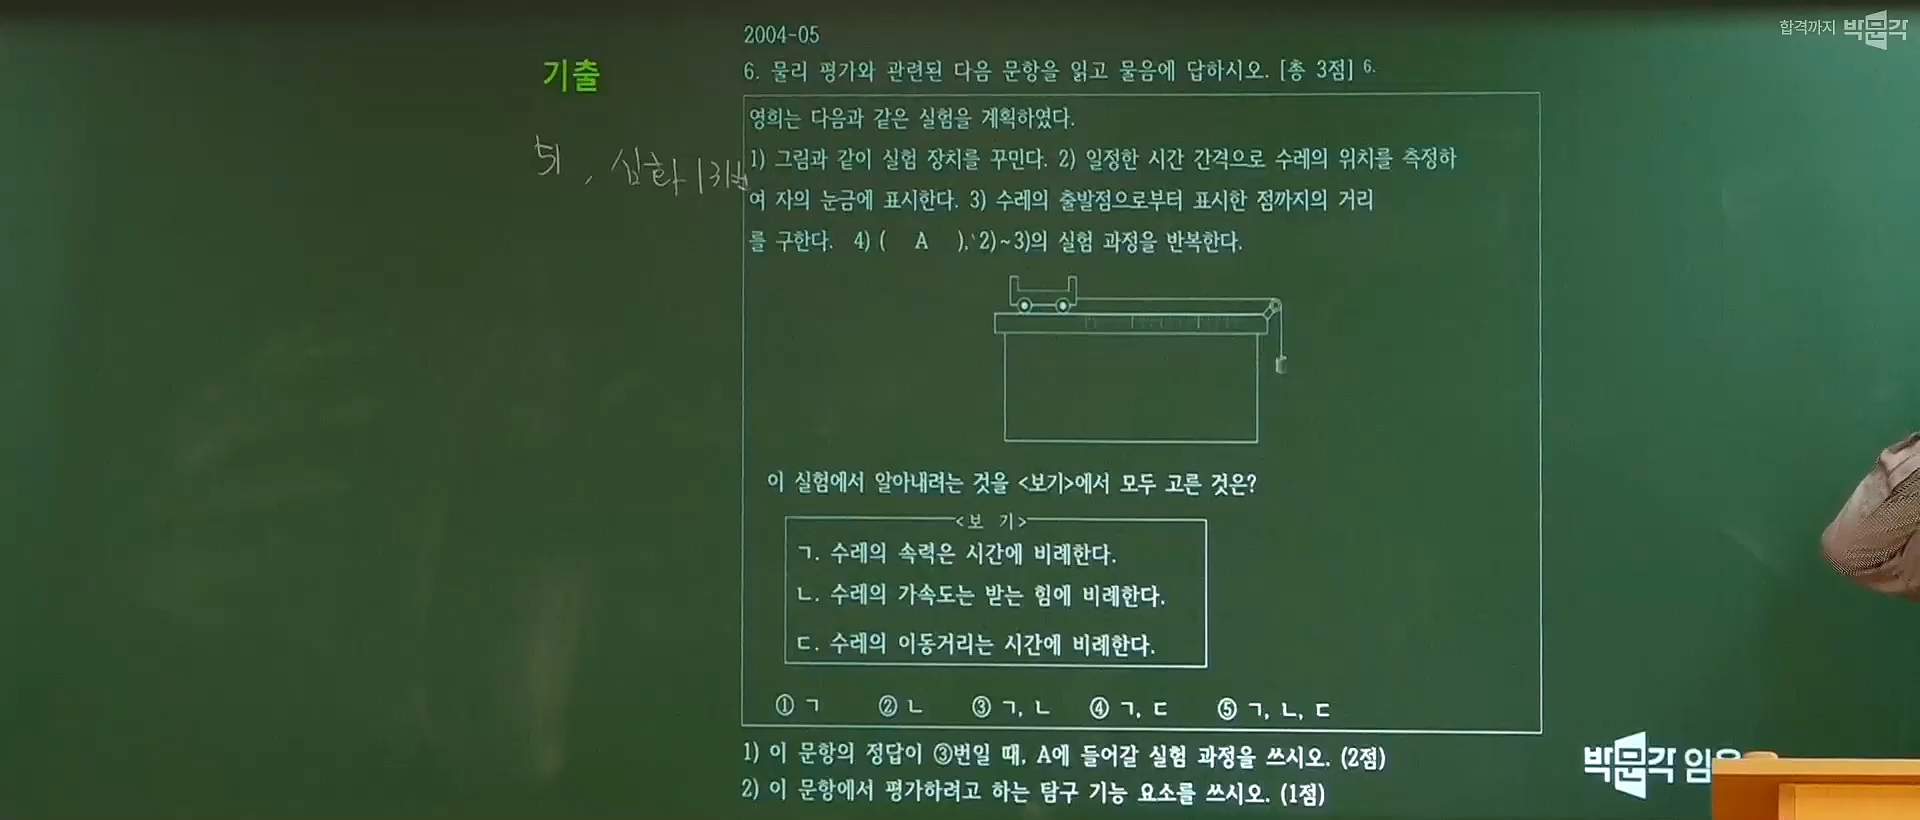 합격까지 박문각
2004-05
기출
6. 물리 평가와 관련된 다음 문항을 읽고 물음에 답하시오. [총 3점] 6.
영희는 다음과 같은 실험을 계획하였다.
1) 그림과 같이 실험 장치를 꾸민다. 2) 일정한 시간 간격으로 수레의 위치를 측정하
여 자의 눈금에 표시한다. 3) 수레의 출발점으로부터 표시한 점까지의 거리
를 구한다. 4) ( A ), 2)~3)의 실험 과정을 반복한다.
심화
이 실험에서 알아내려는 것을 <보기>에서 모두 고른 것은?
<보 기>
ㄱ. 수레의 속력은 시간에 비례한다.
ㄴ. 수레의 가속도는 받는 힘에 비례한다.
ㄷ. 수레의 이동거리는 시간에 비례한다.
① ㄱ ② ㄴ ③ ㄱ, ㄴ ④ ㄱ, ㄷ ⑤ ㄱ, ㄴ, ㄷ
1) 이 문항의 정답이 ③번일 때, A에 들어갈 실험 과정을 쓰시오. (2점)
2) 이 문항에서 평가하려고 하는 탐구 기능 요소를 쓰시오. (1점)
박문각 임용